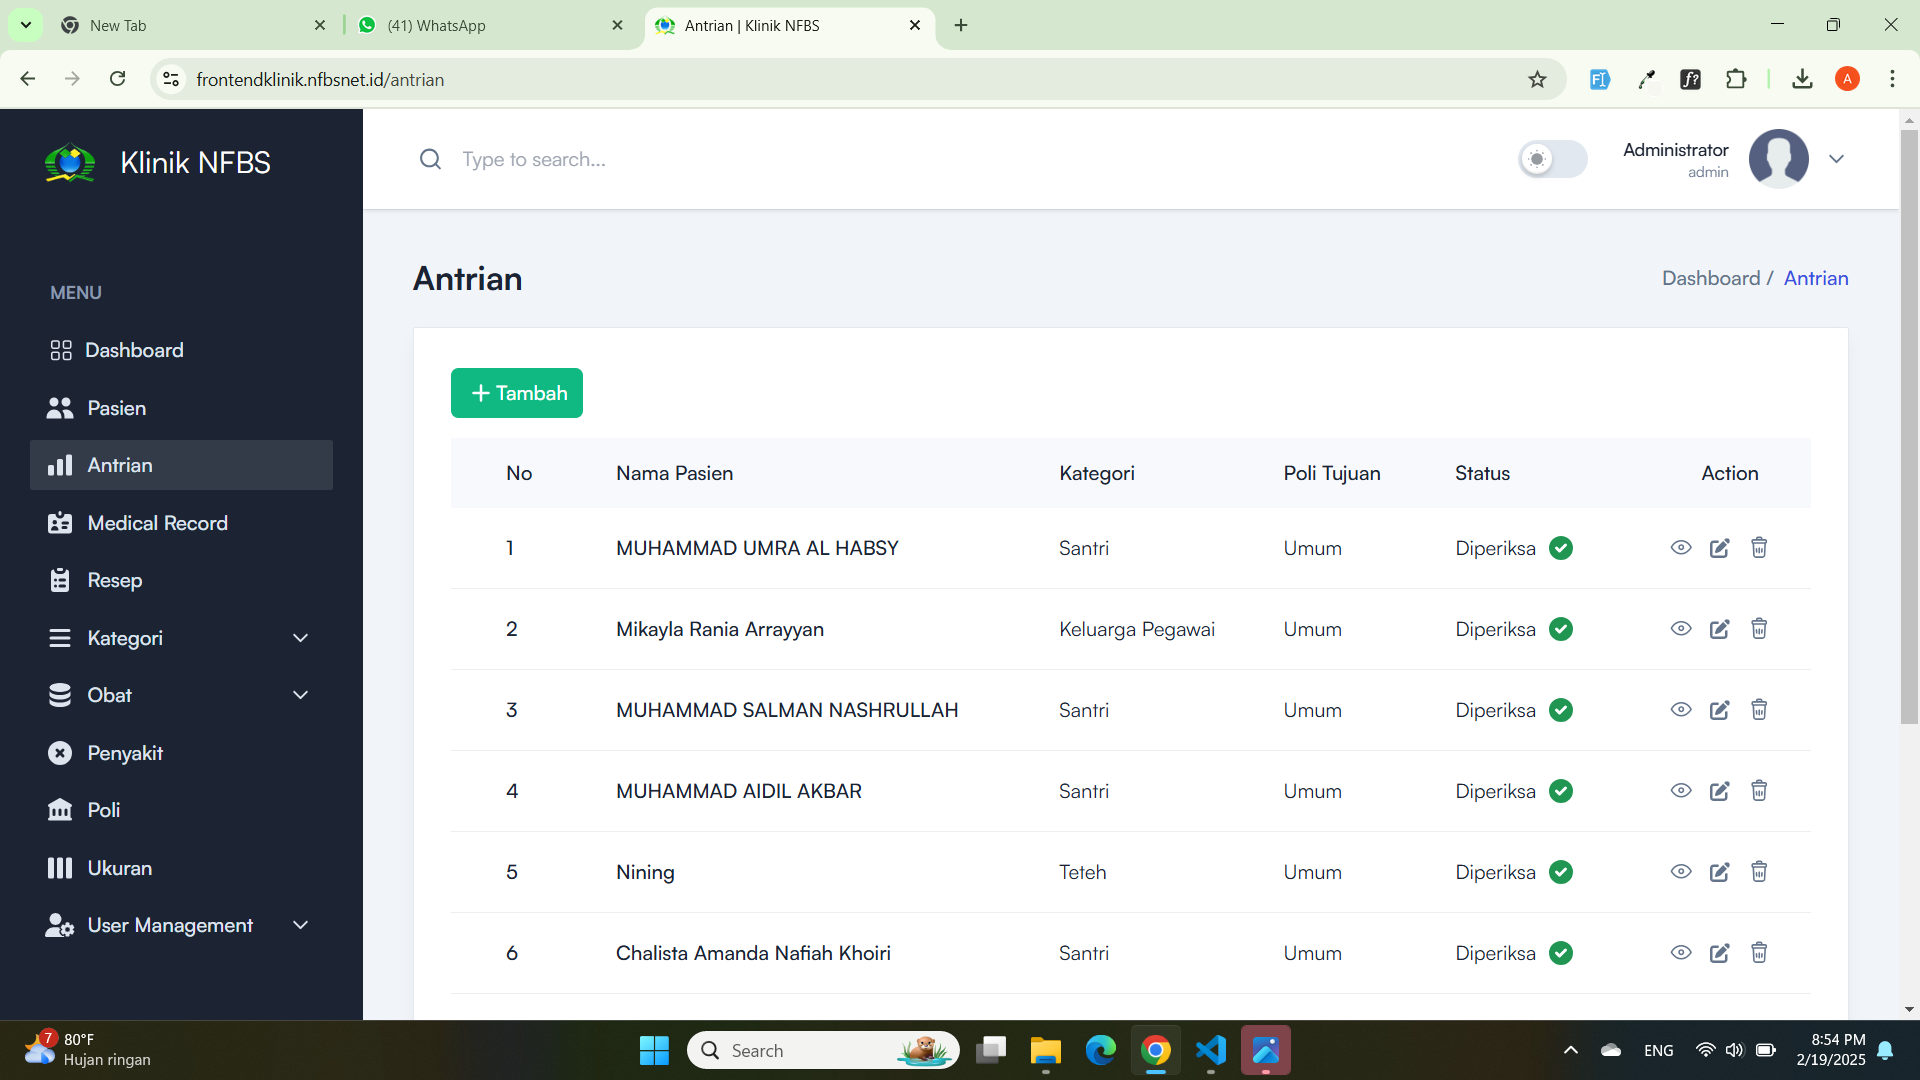 New Tab
(41) WhatsApp
Antrian | Klinik NFBS
frontendklinik.nfbsnet.id/antrian
A
Klinik NFBS
Type to search...
Administrator
admin
MENU
Dashboard
Pasien
Antrian
Medical Record
Resep
Kategori
Obat
Penyakit
Poli
Ukuran
User Management
Antrian
Dashboard / Antrian
+ Tambah
No Nama Pasien Kategori Poli Tujuan Status Action
1 MUHAMMAD UMRA AL HABSY Santri Umum Diperiksa
2 Mikayla Rania Arrayyan Keluarga Pegawai Umum Diperiksa
3 MUHAMMAD SALMAN NASHRULLAH Santri Umum Diperiksa
4 MUHAMMAD AIDIL AKBAR Santri Umum Diperiksa
5 Nining Teteh Umum Diperiksa
6 Chalista Amanda Nafiah Khoiri Santri Umum Diperiksa
7
80°F
Hujan ringan
Search
ENG
8:54 PM
2/19/2025